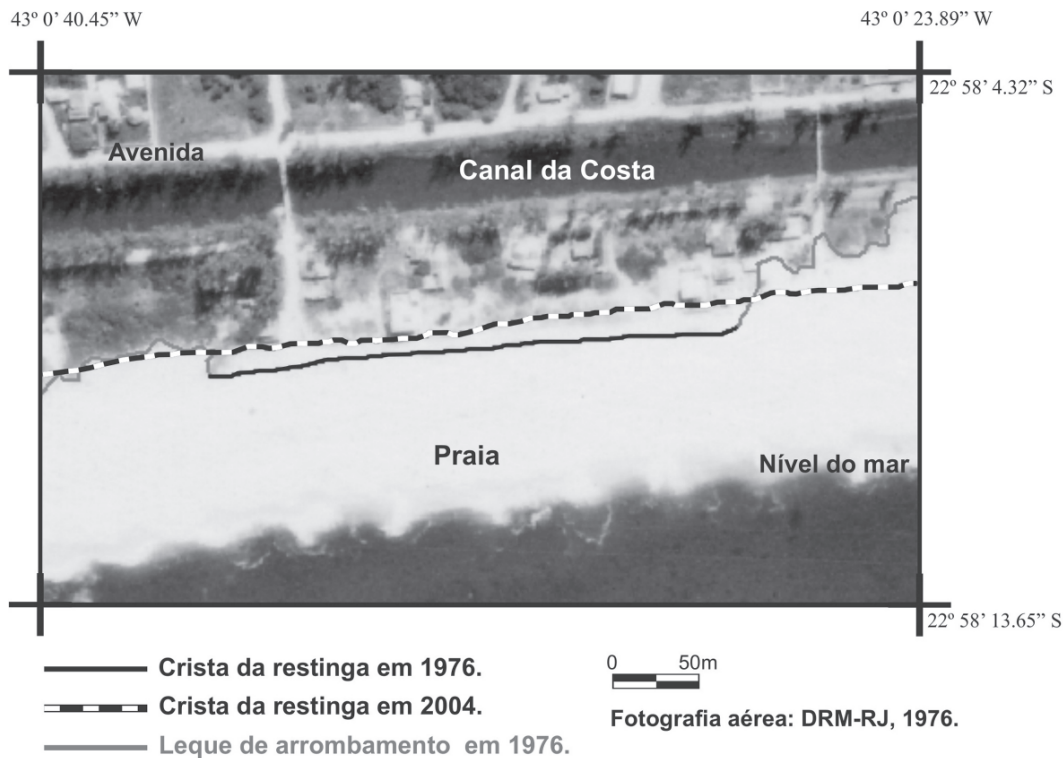 43º 0' 40.45” W
43º 0' 23.89” W
22º 58' 4.32” S
Avenida
Canal da Costa
Praia
Nível do mar
22º 58' 13.65” S
Crista da restinga em 1976.
Crista da restinga em 2004.
Leque de arrombamento em 1976.
0 50m
Fotografia aérea: DRM-RJ, 1976.